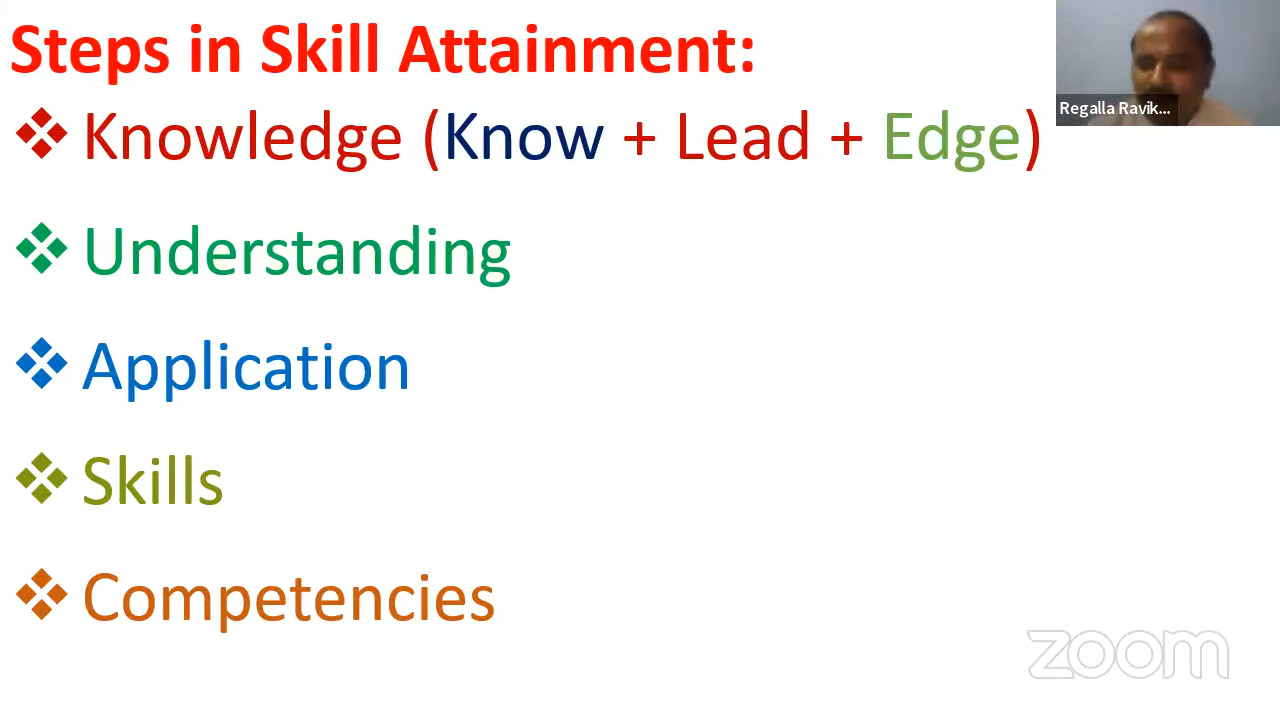 Steps in Skill Attainment:
Regalla Ravik...
❖ Knowledge (Know + Lead + Edge)
❖ Understanding
❖ Application
❖ Skills
❖ Competencies
zoom